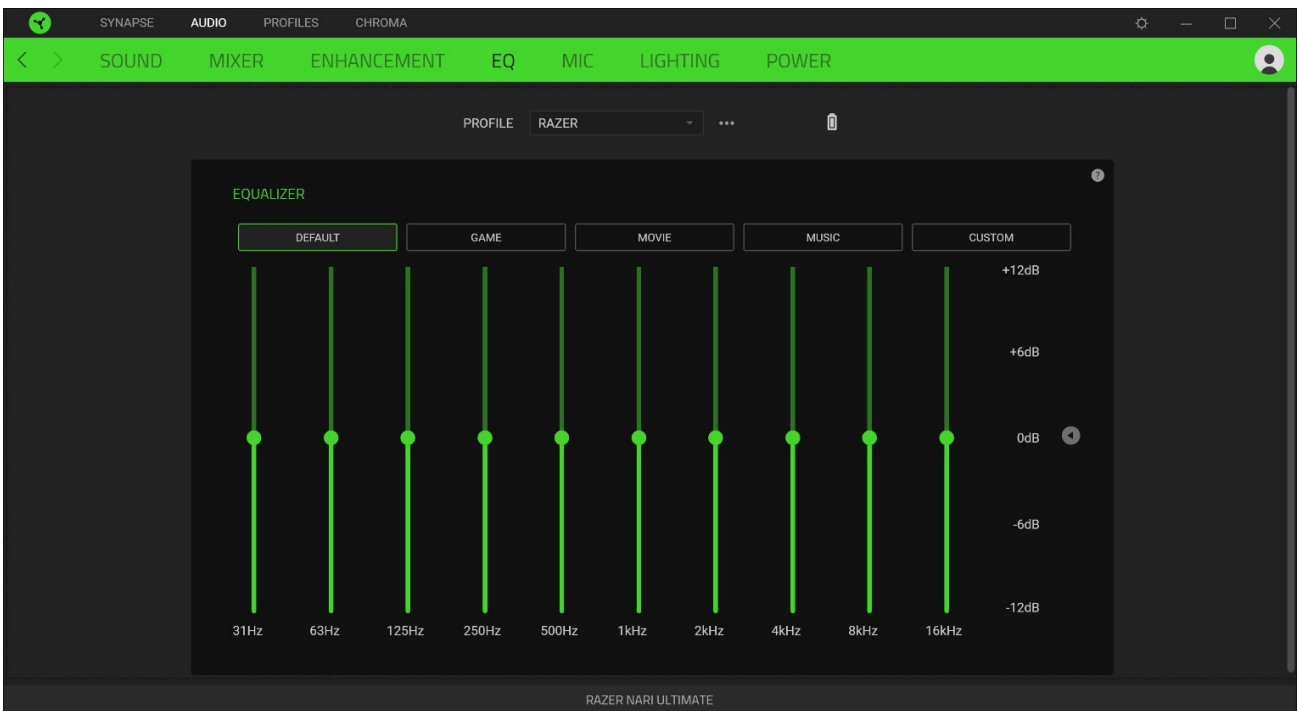 SYNAPSE AUDIO PROFILES CHROMA
SOUND MIXER ENHANCEMENT EQ MIC LIGHTING POWER
PROFILE RAZER
EQUALIZER
DEFAULT GAME MOVIE MUSIC CUSTOM
+12dB
+6dB
0dB
-6dB
-12dB
31Hz 63Hz 125Hz 250Hz 500Hz 1kHz 2kHz 4kHz 8kHz 16kHz
RAZER NARI ULTIMATE